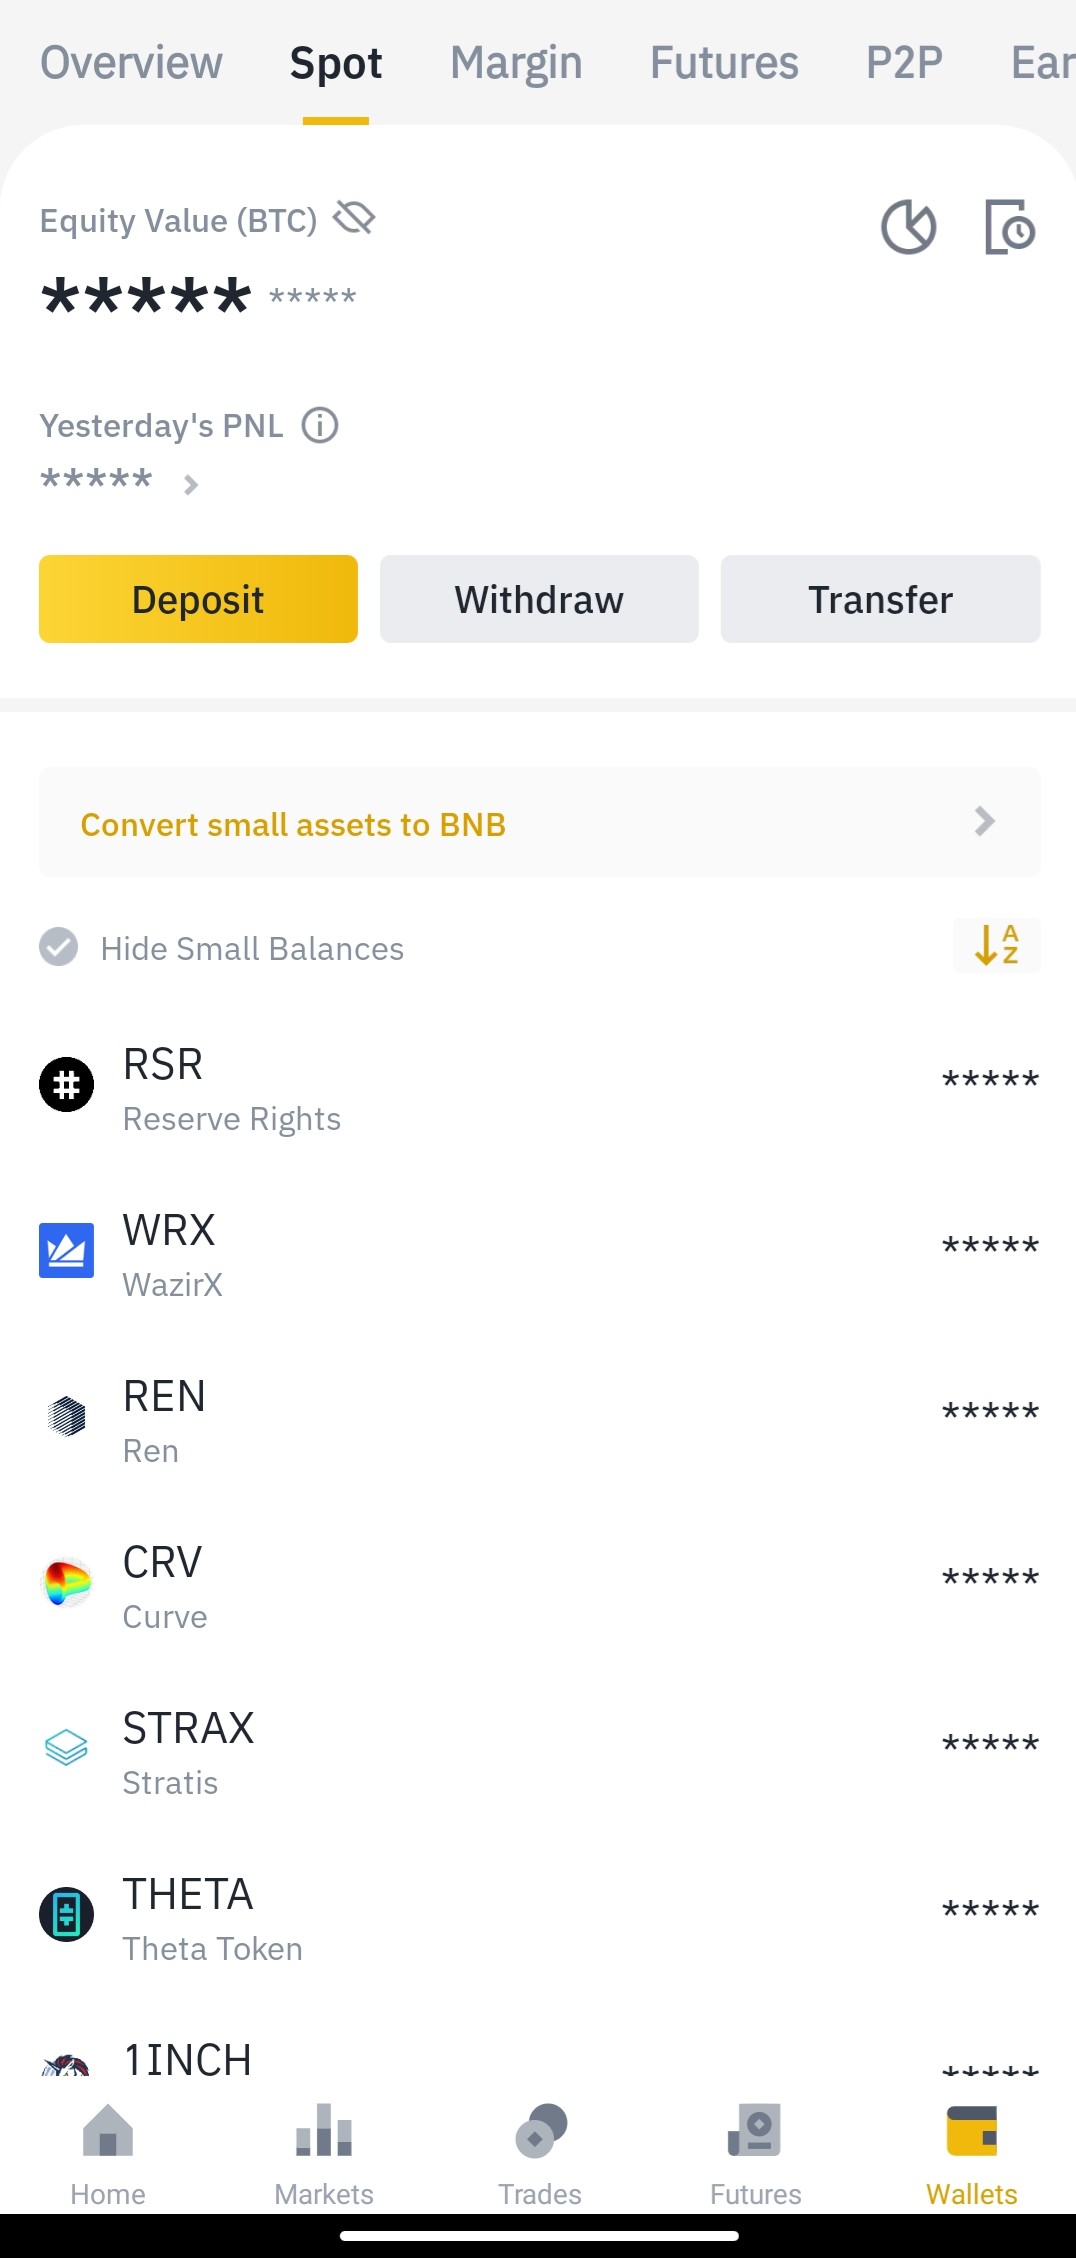 Overview Spot Margin Futures P2P Ear
Equity Value (BTC)
***** *****
Yesterday's PNL
*****
Deposit Withdraw Transfer
Convert small assets to BNB
Hide Small Balances
A
Z
RSR
*****
Reserve Rights
WRX
*****
WazirX
REN
*****
Ren
CRV
*****
Curve
STRAX
*****
Stratis
THETA
*****
Theta Token
1INCH
*****
Home Markets Trades Futures Wallets